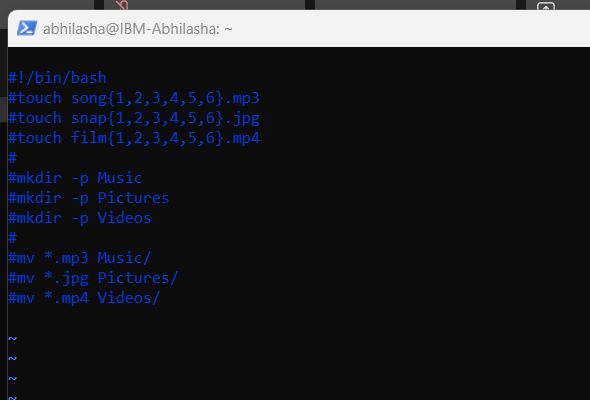 abhilasha@IBM-Abhilasha: ~
#!/bin/bash
#touch song{1,2,3,4,5,6}.mp3
#touch snap{1,2,3,4,5,6}.jpg
#touch film{1,2,3,4,5,6}.mp4
#
#mkdir -p Music
#mkdir -p Pictures
#mkdir -p Videos
#
#mv *.mp3 Music/
#mv *.jpg Pictures/
#mv *.mp4 Videos/
~
~
~
~